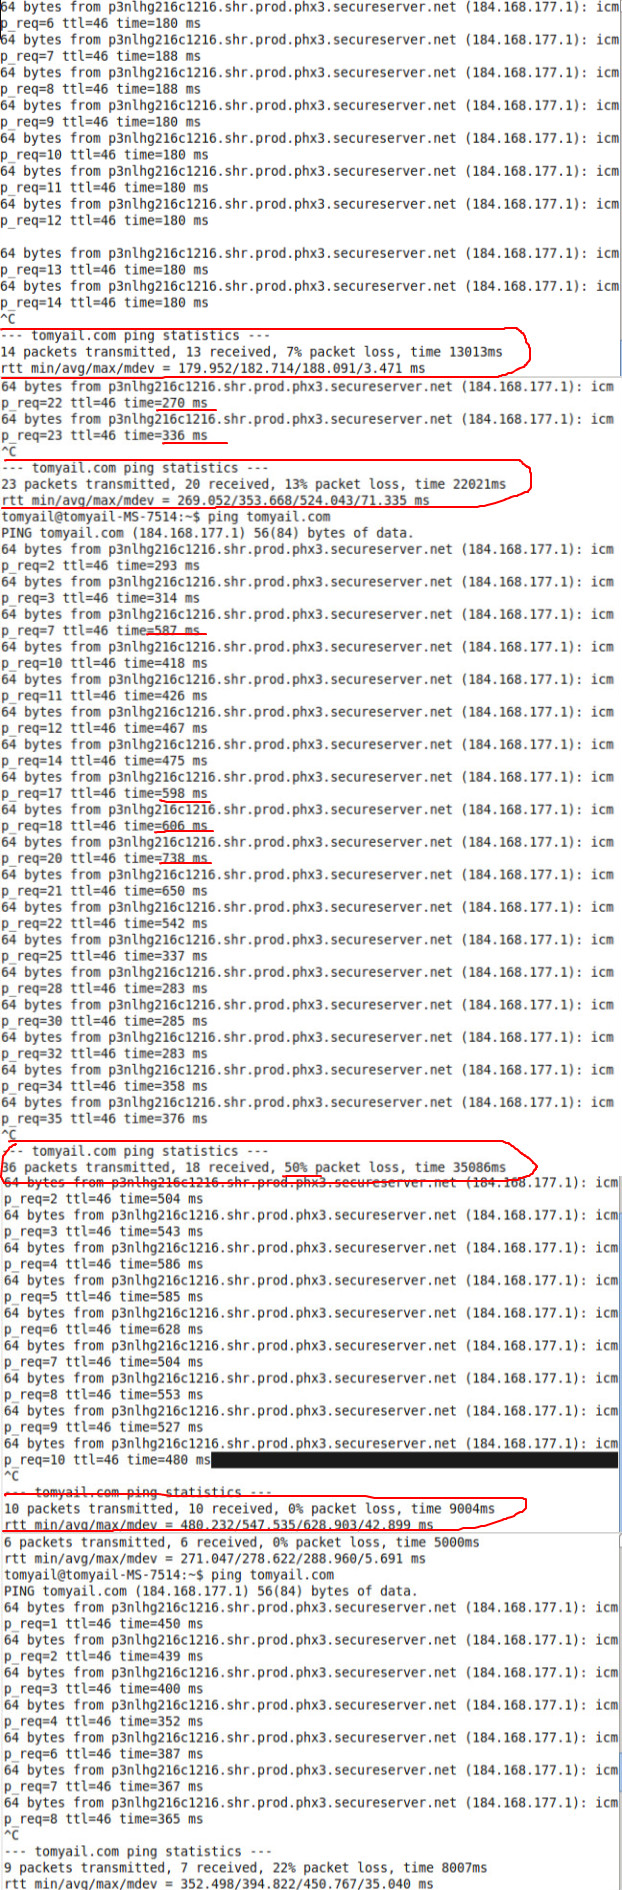 64 bytes from p3nlhg216c1216.shr.prod.phx3.secureserver.net (184.168.177.1): icm
p_req=6 ttl=46 time=180 ms
64 bytes from p3nlhg216c1216.shr.prod.phx3.secureserver.net (184.168.177.1): icm
p_req=7 ttl=46 time=188 ms
64 bytes from p3nlhg216c1216.shr.prod.phx3.secureserver.net (184.168.177.1): icm
p_req=8 ttl=46 time=188 ms
64 bytes from p3nlhg216c1216.shr.prod.phx3.secureserver.net (184.168.177.1): icm
p_req=9 ttl=46 time=180 ms
64 bytes from p3nlhg216c1216.shr.prod.phx3.secureserver.net (184.168.177.1): icm
p_req=10 ttl=46 time=180 ms
64 bytes from p3nlhg216c1216.shr.prod.phx3.secureserver.net (184.168.177.1): icm
p_req=11 ttl=46 time=180 ms
64 bytes from p3nlhg216c1216.shr.prod.phx3.secureserver.net (184.168.177.1): icm
p_req=12 ttl=46 time=180 ms
64 bytes from p3nlhg216c1216.shr.prod.phx3.secureserver.net (184.168.177.1): icm
p_req=13 ttl=46 time=180 ms
64 bytes from p3nlhg216c1216.shr.prod.phx3.secureserver.net (184.168.177.1): icm
p_req=14 ttl=46 time=180 ms
^C
--- tomyail.com ping statistics ---
14 packets transmitted, 13 received, 7% packet loss, time 13013ms
rtt min/avg/max/mdev = 179.952/182.714/188.091/3.471 ms
64 bytes from p3nlhg216c1216.shr.prod.phx3.secureserver.net (184.168.177.1): icm
p_req=22 ttl=46 time=270 ms
64 bytes from p3nlhg216c1216.shr.prod.phx3.secureserver.net (184.168.177.1): icm
p_req=23 ttl=46 time=336 ms
^C
--- tomyail.com ping statistics ---
23 packets transmitted, 20 received, 13% packet loss, time 22021ms
rtt min/avg/max/mdev = 269.052/353.668/524.043/71.335 ms
tomyail@tomyail-MS-7514:~$ ping tomyail.com
PING tomyail.com (184.168.177.1) 56(84) bytes of data.
64 bytes from p3nlhg216c1216.shr.prod.phx3.secureserver.net (184.168.177.1): icm
p_req=2 ttl=46 time=293 ms
64 bytes from p3nlhg216c1216.shr.prod.phx3.secureserver.net (184.168.177.1): icm
p_req=3 ttl=46 time=314 ms
64 bytes from p3nlhg216c1216.shr.prod.phx3.secureserver.net (184.168.177.1): icm
p_req=7 ttl=46 time=587 ms
64 bytes from p3nlhg216c1216.shr.prod.phx3.secureserver.net (184.168.177.1): icm
p_req=10 ttl=46 time=418 ms
64 bytes from p3nlhg216c1216.shr.prod.phx3.secureserver.net (184.168.177.1): icm
p_req=11 ttl=46 time=426 ms
64 bytes from p3nlhg216c1216.shr.prod.phx3.secureserver.net (184.168.177.1): icm
p_req=12 ttl=46 time=467 ms
64 bytes from p3nlhg216c1216.shr.prod.phx3.secureserver.net (184.168.177.1): icm
p_req=14 ttl=46 time=475 ms
64 bytes from p3nlhg216c1216.shr.prod.phx3.secureserver.net (184.168.177.1): icm
p_req=17 ttl=46 time=598 ms
64 bytes from p3nlhg216c1216.shr.prod.phx3.secureserver.net (184.168.177.1): icm
p_req=18 ttl=46 time=606 ms
64 bytes from p3nlhg216c1216.shr.prod.phx3.secureserver.net (184.168.177.1): icm
p_req=20 ttl=46 time=738 ms
64 bytes from p3nlhg216c1216.shr.prod.phx3.secureserver.net (184.168.177.1): icm
p_req=21 ttl=46 time=650 ms
64 bytes from p3nlhg216c1216.shr.prod.phx3.secureserver.net (184.168.177.1): icm
p_req=22 ttl=46 time=542 ms
64 bytes from p3nlhg216c1216.shr.prod.phx3.secureserver.net (184.168.177.1): icm
p_req=25 ttl=46 time=337 ms
64 bytes from p3nlhg216c1216.shr.prod.phx3.secureserver.net (184.168.177.1): icm
p_req=28 ttl=46 time=283 ms
64 bytes from p3nlhg216c1216.shr.prod.phx3.secureserver.net (184.168.177.1): icm
p_req=30 ttl=46 time=285 ms
64 bytes from p3nlhg216c1216.shr.prod.phx3.secureserver.net (184.168.177.1): icm
p_req=32 ttl=46 time=283 ms
64 bytes from p3nlhg216c1216.shr.prod.phx3.secureserver.net (184.168.177.1): icm
p_req=34 ttl=46 time=358 ms
64 bytes from p3nlhg216c1216.shr.prod.phx3.secureserver.net (184.168.177.1): icm
p_req=35 ttl=46 time=376 ms
^C
--- tomyail.com ping statistics ---
36 packets transmitted, 18 received, 50% packet loss, time 35086ms
64 bytes from p3nlhg216c1216.shr.prod.phx3.secureserver.net (184.168.177.1): icm
p_req=2 ttl=46 time=504 ms
64 bytes from p3nlhg216c1216.shr.prod.phx3.secureserver.net (184.168.177.1): icm
p_req=3 ttl=46 time=543 ms
64 bytes from p3nlhg216c1216.shr.prod.phx3.secureserver.net (184.168.177.1): icm
p_req=4 ttl=46 time=586 ms
64 bytes from p3nlhg216c1216.shr.prod.phx3.secureserver.net (184.168.177.1): icm
p_req=5 ttl=46 time=585 ms
64 bytes from p3nlhg216c1216.shr.prod.phx3.secureserver.net (184.168.177.1): icm
p_req=6 ttl=46 time=628 ms
64 bytes from p3nlhg216c1216.shr.prod.phx3.secureserver.net (184.168.177.1): icm
p_req=7 ttl=46 time=504 ms
64 bytes from p3nlhg216c1216.shr.prod.phx3.secureserver.net (184.168.177.1): icm
p_req=8 ttl=46 time=553 ms
64 bytes from p3nlhg216c1216.shr.prod.phx3.secureserver.net (184.168.177.1): icm
p_req=9 ttl=46 time=527 ms
64 bytes from p3nlhg216c1216.shr.prod.phx3.secureserver.net (184.168.177.1): icm
p_req=10 ttl=46 time=480 ms
^C
--- tomyail.com ping statistics ---
10 packets transmitted, 10 received, 0% packet loss, time 9004ms
rtt min/avg/max/mdev = 480.232/547.535/628.903/42.899 ms
6 packets transmitted, 6 received, 0% packet loss, time 5000ms
rtt min/avg/max/mdev = 271.047/278.622/288.960/5.691 ms
tomyail@tomyail-MS-7514:~$ ping tomyail.com
PING tomyail.com (184.168.177.1) 56(84) bytes of data.
64 bytes from p3nlhg216c1216.shr.prod.phx3.secureserver.net (184.168.177.1): icm
p_req=1 ttl=46 time=450 ms
64 bytes from p3nlhg216c1216.shr.prod.phx3.secureserver.net (184.168.177.1): icm
p_req=2 ttl=46 time=439 ms
64 bytes from p3nlhg216c1216.shr.prod.phx3.secureserver.net (184.168.177.1): icm
p_req=3 ttl=46 time=400 ms
64 bytes from p3nlhg216c1216.shr.prod.phx3.secureserver.net (184.168.177.1): icm
p_req=4 ttl=46 time=352 ms
64 bytes from p3nlhg216c1216.shr.prod.phx3.secureserver.net (184.168.177.1): icm
p_req=6 ttl=46 time=387 ms
64 bytes from p3nlhg216c1216.shr.prod.phx3.secureserver.net (184.168.177.1): icm
p_req=7 ttl=46 time=367 ms
64 bytes from p3nlhg216c1216.shr.prod.phx3.secureserver.net (184.168.177.1): icm
p_req=8 ttl=46 time=365 ms
^C
--- tomyail.com ping statistics ---
9 packets transmitted, 7 received, 22% packet loss, time 8007ms
rtt min/avg/max/mdev = 352.498/394.822/450.767/35.040 ms